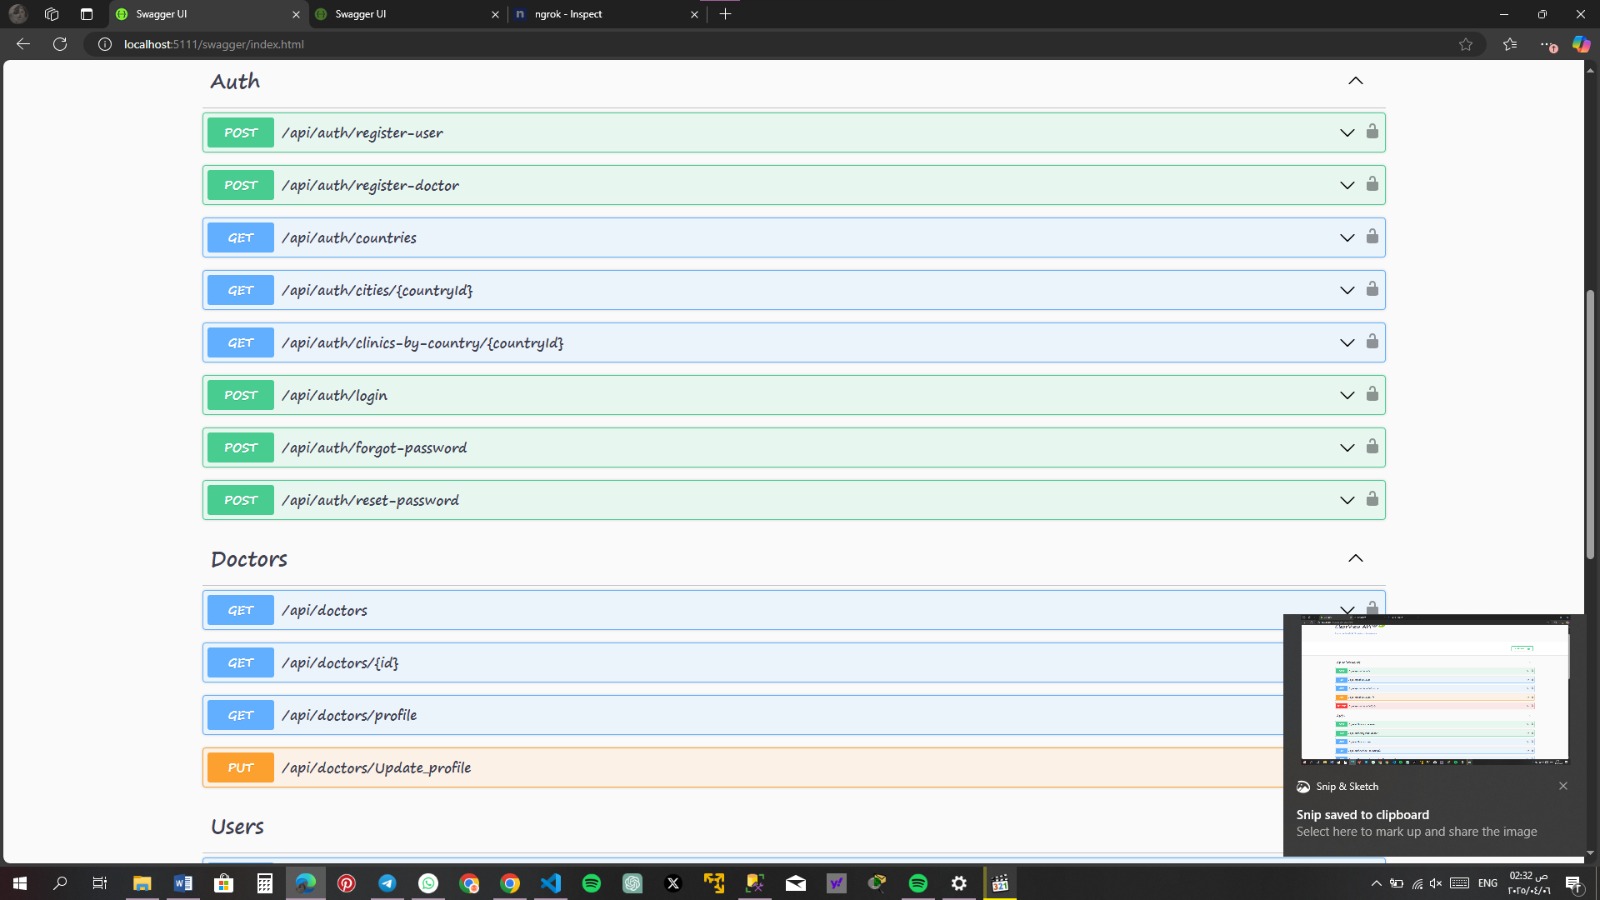 Swagger UI
Swagger UI
n ngrok - Inspect
localhost:5111/swagger/index.html
Auth
POST /api/auth/register-user
POST /api/auth/register-doctor
GET /api/auth/countries
GET /api/auth/cities/{countryId}
GET /api/auth/clinics-by-country/{countryId}
POST /api/auth/login
POST /api/auth/forgot-password
POST /api/auth/reset-password
Doctors
GET /api/doctors
GET /api/doctors/{id}
GET /api/doctors/profile
PUT /api/doctors/Update_profile
Users
Snip & Sketch
Snip saved to clipboard
Select here to mark up and share the image
ENG
02:32 ص
٢٠٢٥/٠٤/٠٦